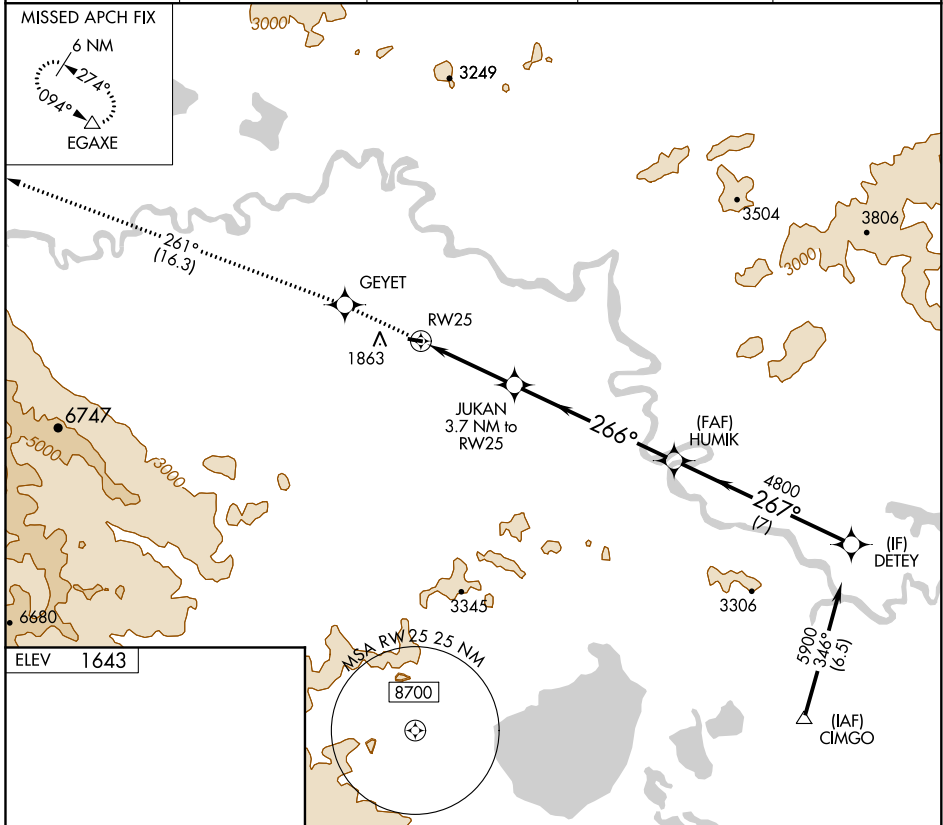 MISSED APCH FIX
6 NM
274°
094°
EGAXE
3000
3249
3504
3806
3000
261°
(16.3)
GEYET
RW25
1863
JUKAN
3.7 NM to
RW25
266°
(FAF)
HUMIK
4800
267°
(7)
(IF)
DETEY
6747
5000
3000
3345
3306
5900
346°
(6.5)
(IAF)
CIMGO
6680
ELEV 1643
MSA RW 25 25 NM
8700